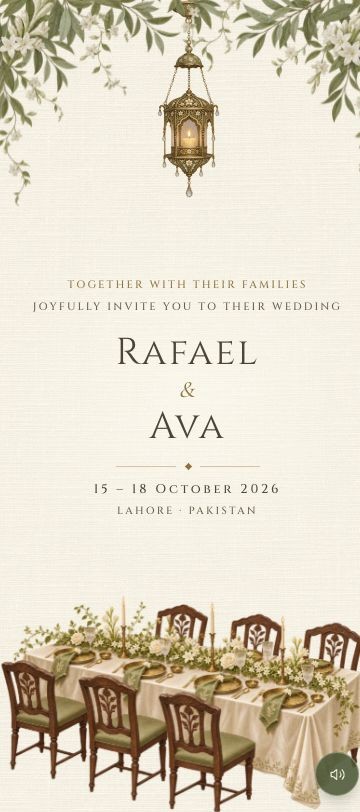 TOGETHER WITH THEIR FAMILIES
JOYFULLY INVITE YOU TO THEIR WEDDING
RAFAEL
&
AVA
15 – 18 OCTOBER 2026
LAHORE · PAKISTAN